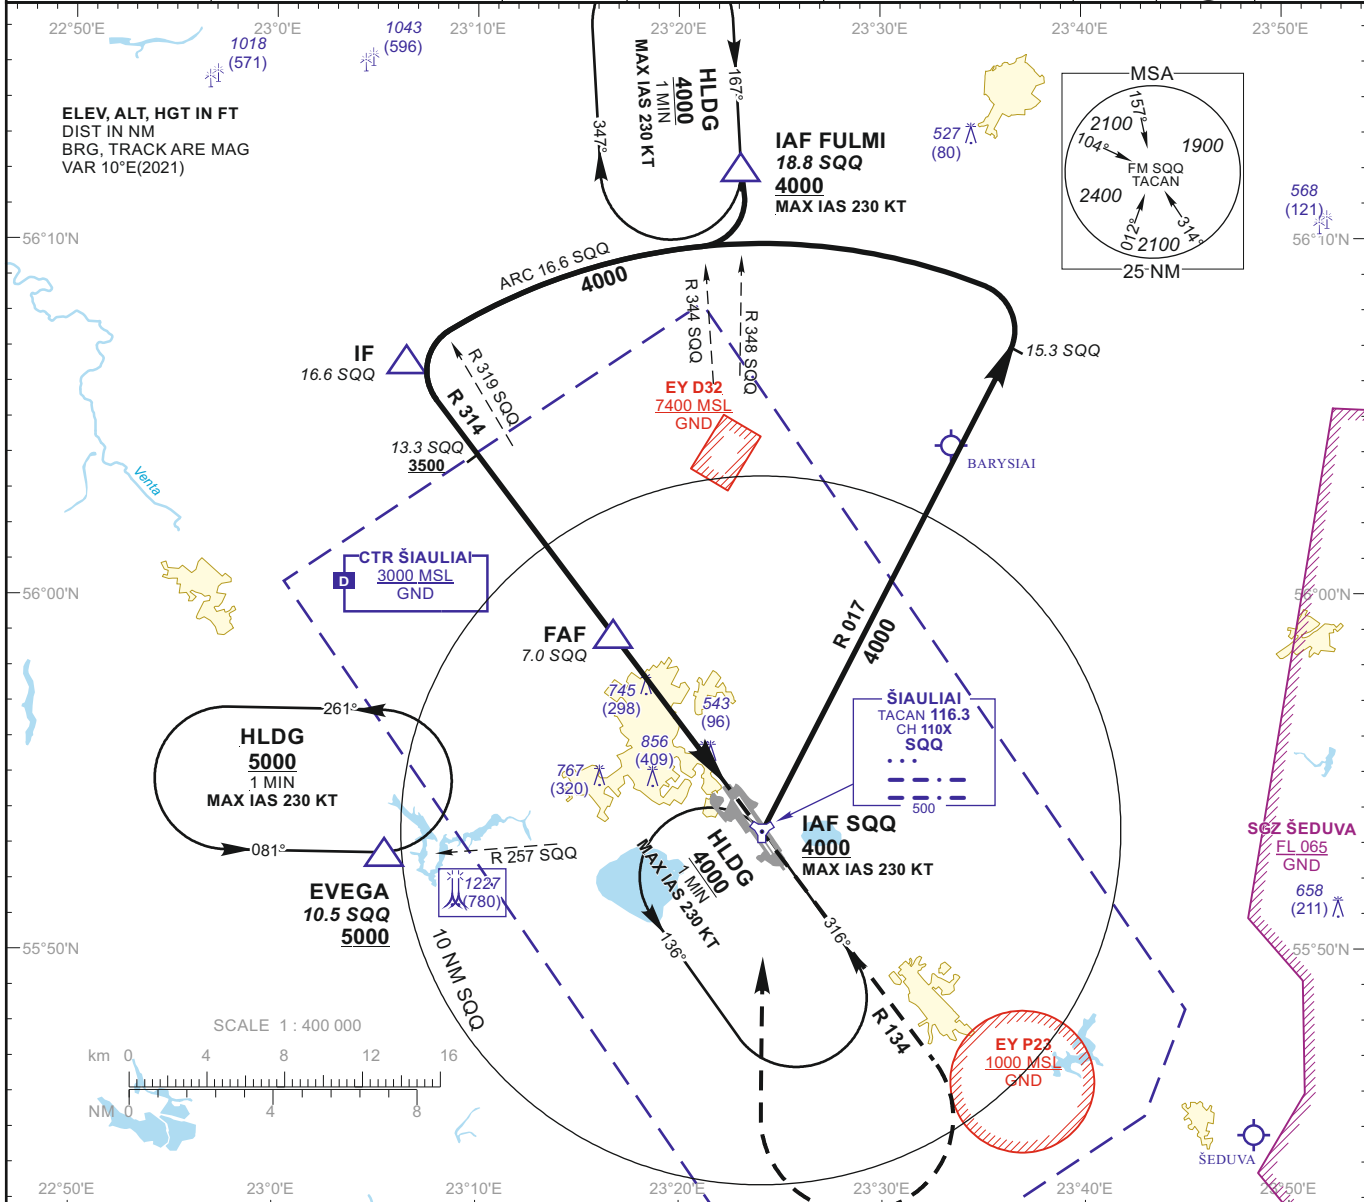 22°50'E
23°0'E
23°10'E
23°20'E
23°30'E
23°40'E
23°50'E
1018
(571)
1043
(596)
ELEV, ALT, HGT IN FT
DIST IN NM
BRG, TRACK ARE MAG
VAR 10°E(2021)
HLDG
4000
1 MIN
MAX IAS 230 KT
347°
167°
IAF FULMI
18.8 SQQ
4000
MAX IAS 230 KT
527
(80)
MSA
157°
2100
104°
1900
FM SQQ
TACAN
2400
012°
314°
2100
25 NM
568
(121)
56°10'N
56°10'N
ARC 16.6 SQQ
4000
R 344 SQQ
R 348 SQQ
15.3 SQQ
IF
16.6 SQQ
R 319 SQQ
R 314
13.3 SQQ
3500
EY D32
7400 MSL
GND
BARYSIAI
Venta
CTR ŠIAULIAI
D
3000 MSL
GND
56°00'N
56°00'N
FAF
7.0 SQQ
R 017
4000
745
(298)
543
(96)
856
(409)
767
(320)
ŠIAULIAI
TACAN 116.3
CH 110X
SQQ
500
261°
HLDG
5000
1 MIN
MAX IAS 230 KT
081°
R 257 SQQ
EVEGA
10.5 SQQ
5000
1227
(780)
IAF SQQ
4000
MAX IAS 230 KT
HLDG
4000
1 MIN
MAX IAS 230 KT
136°
316°
SGZ ŠEDUVA
FL 065
GND
658
(211)
55°50'N
55°50'N
10 NM SQQ
R 134
EY P23
1000 MSL
GND
SCALE 1 : 400 000
km 0 4 8 12 16
NM 0 4 8
ŠEDUVA
22°50'E
23°0'E
23°10'E
23°20'E
23°30'E
23°40'E
23°50'E